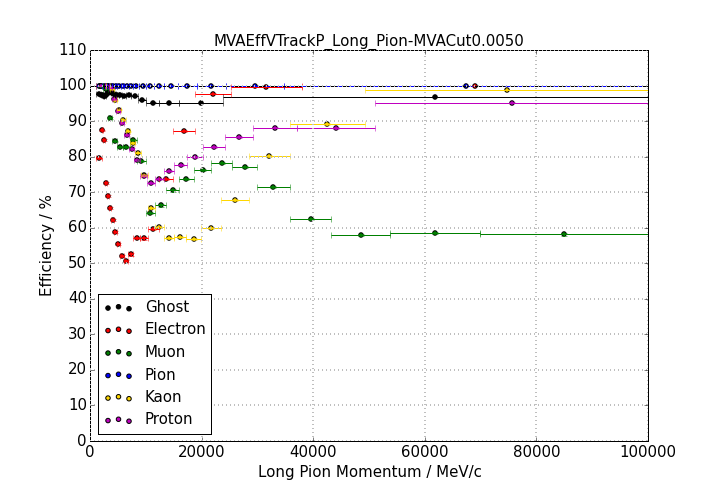 MVAEffVTrackP_Long_Pion-MVACut0.0050
110
100
90
80
70
60
50
40
30
20
10
0
Efficiency / %
Ghost
Electron
Muon
Pion
Kaon
Proton
0 20000 40000 60000 80000 100000
Long Pion Momentum / MeV/c